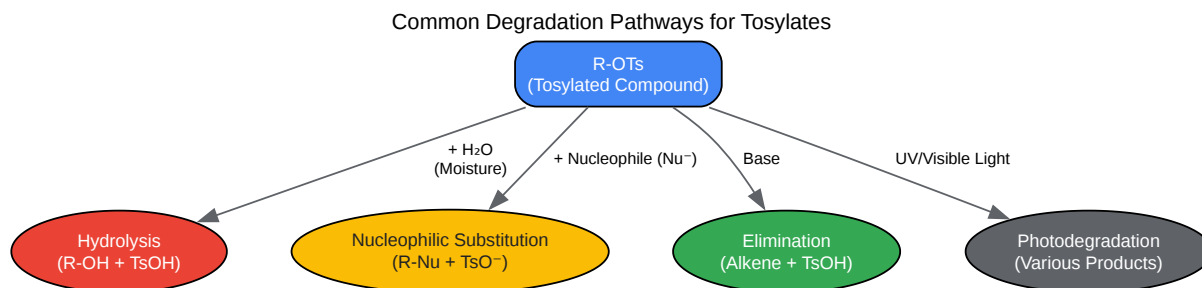 Common Degradation Pathways for Tosylates
R-OTs
(Tosylated Compound)
+ H₂O
(Moisture)
+ Nucleophile (Nu⁻)
Base
UV/Visible Light
Hydrolysis
(R-OH + TsOH)
Nucleophilic Substitution
(R-Nu + TsO⁻)
Elimination
(Alkene + TsOH)
Photodegradation
(Various Products)